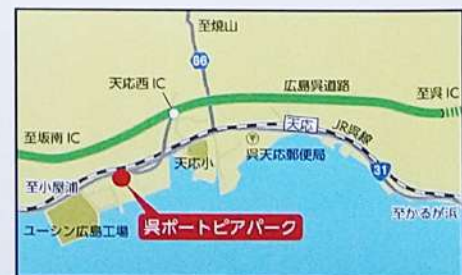 至焼山
66
天応西IC
広島呉道路
至呉IC
至坂南IC
天応
JR呉線
天応小
呉天応郵便局
31
至小屋浦
至かるが浜
ユーシン広島工場
呉ポートピアパーク